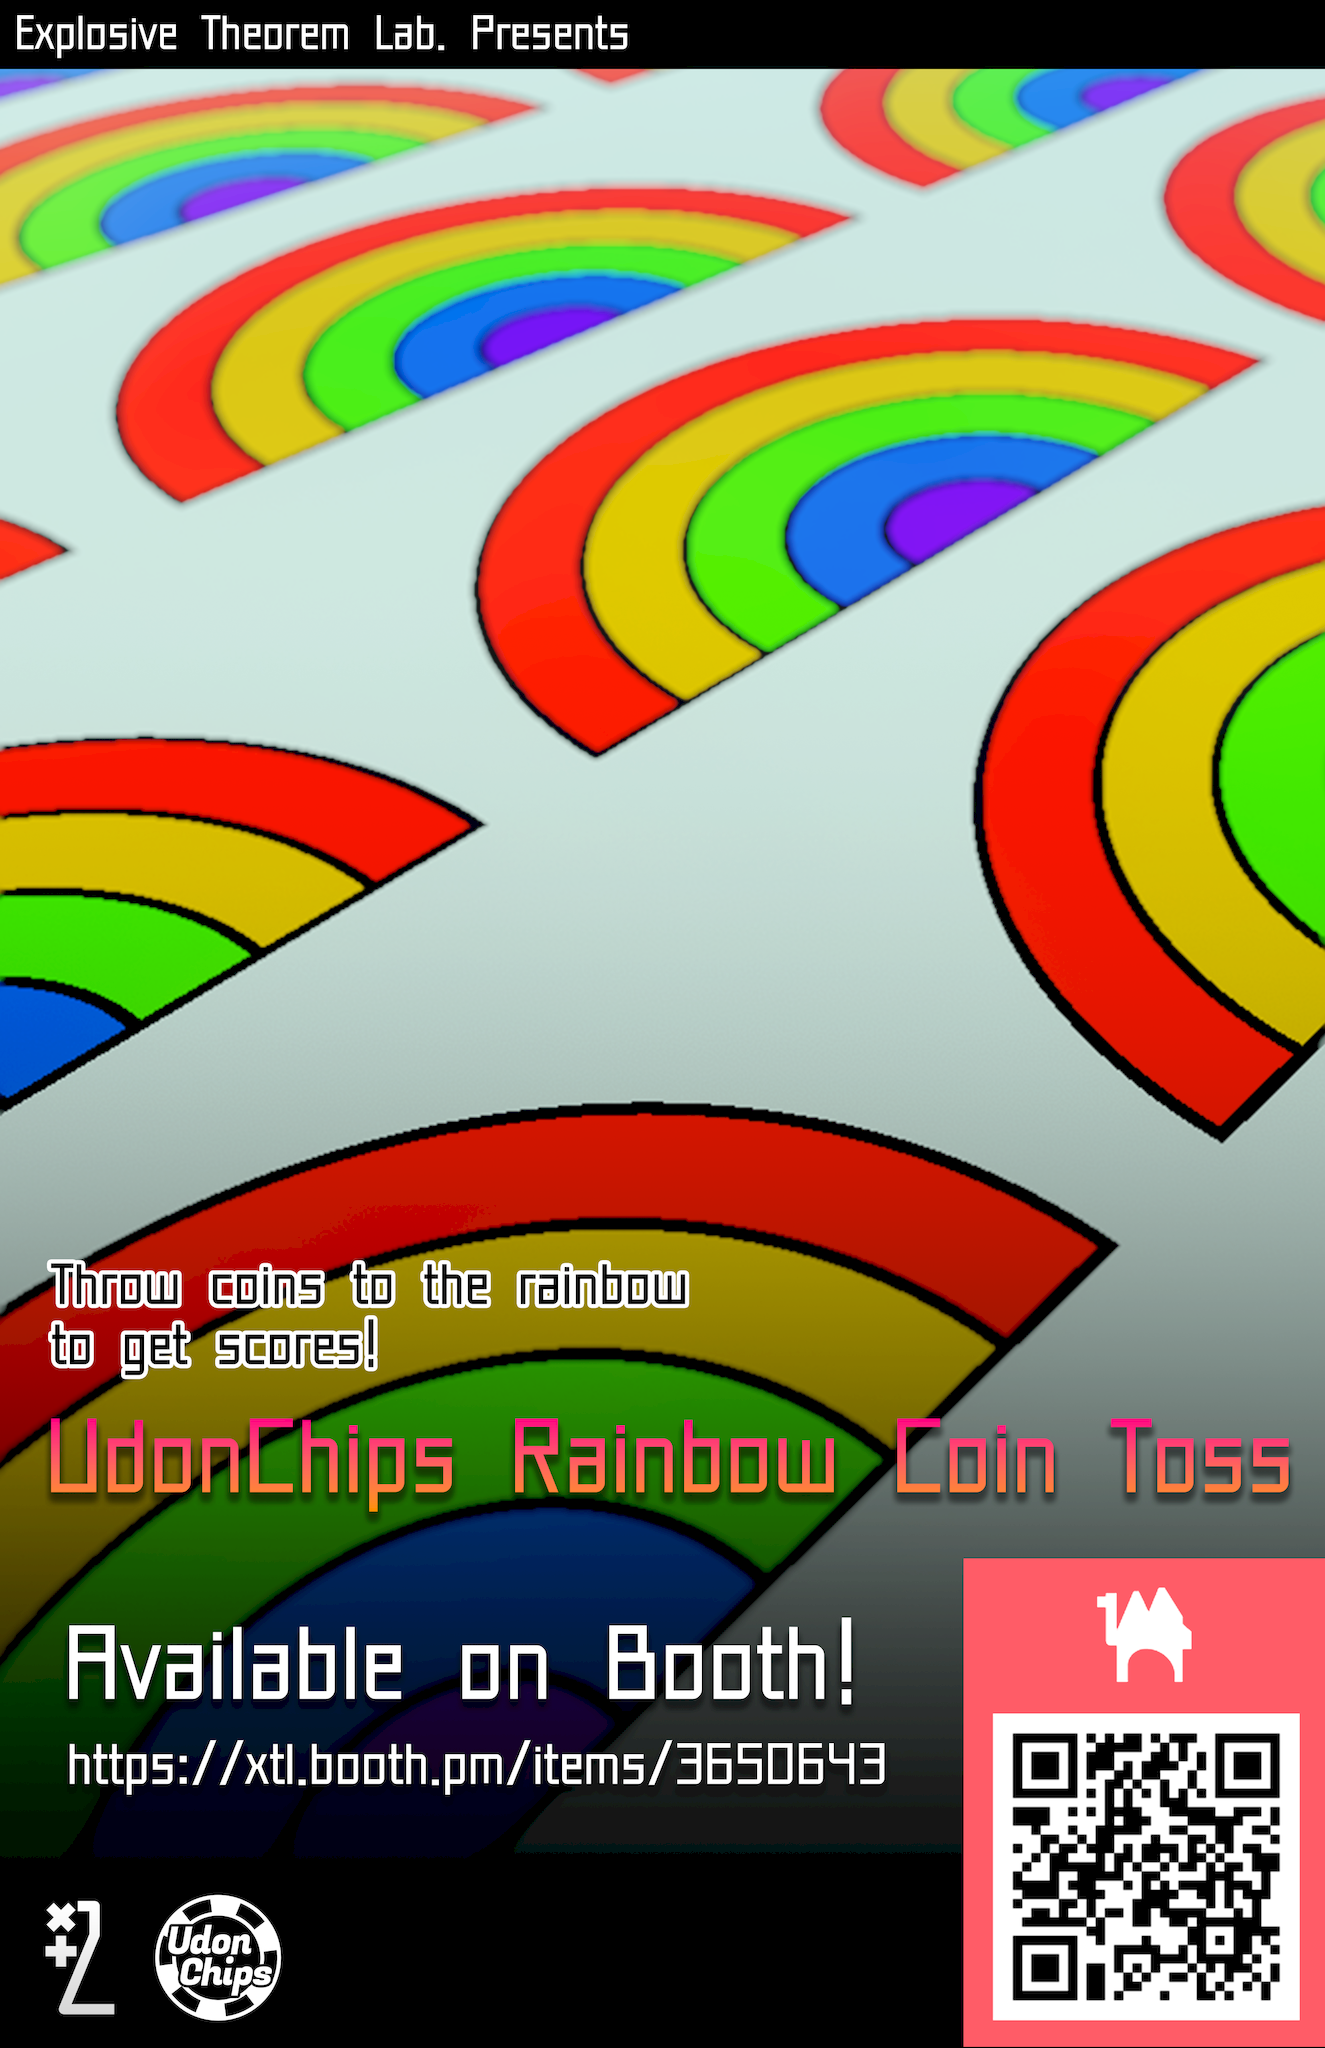 Explosive Theorem Lab. Presents
Throw coins to the rainbow
to get scores!
UdonChips Rainbow Coin Toss
Available on Booth!
https://xtl.booth.pm/items/3650643
Udon
Chips